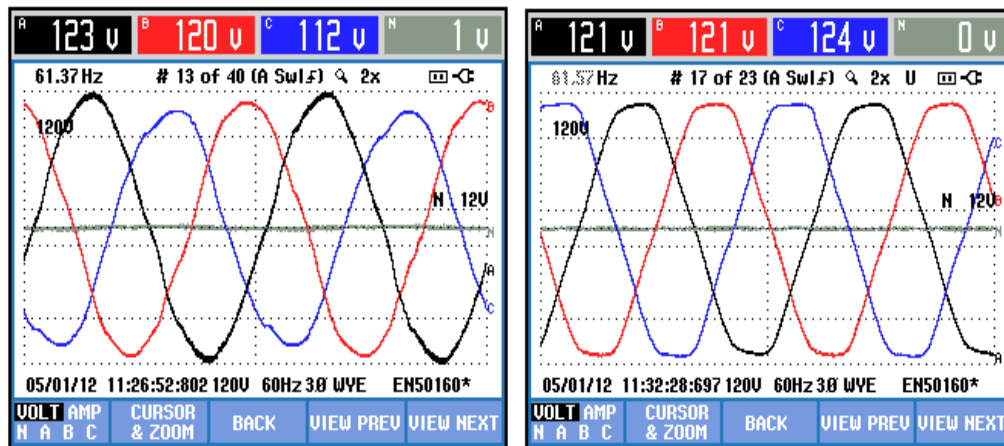 A 123 V B 120 V C 112 V N 1 V
61.37 Hz # 13 of 40 (A Swl) 2x
120V
B
N 12V
N
A
C
05/01/12 11:26:52:802 120V 60Hz 3Ø WYE EN50160*
VOLT AMP
N A B C
CURSOR
& ZOOM
BACK
VIEW PREV
VIEW NEXT
A 121 V B 121 V C 124 V N 0 V
61.57 Hz # 17 of 23 (A Swl) 2x U
120V
C
N 12V
B
N
A
05/01/12 11:32:28:697 120V 60Hz 3Ø WYE EN50160*
VOLT AMP
N A B C
CURSOR
& ZOOM
BACK
VIEW PREV
VIEW NEXT